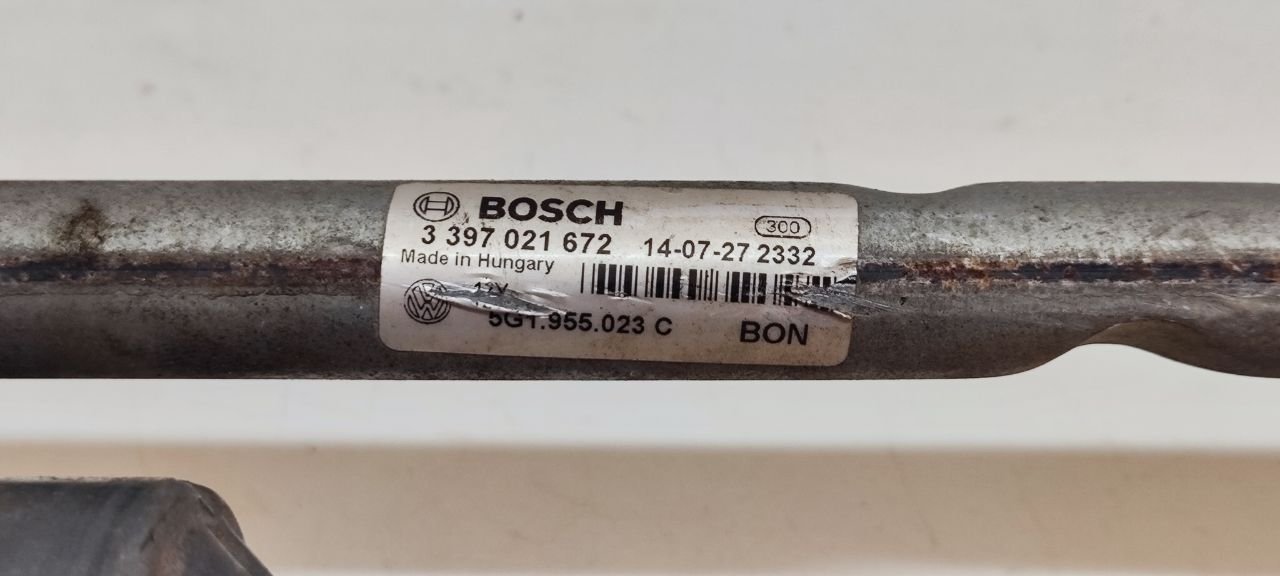 BOSCH
300
3 397 021 672 14-07-27 2332
Made in Hungary
12V
5G1.955.023 C BON